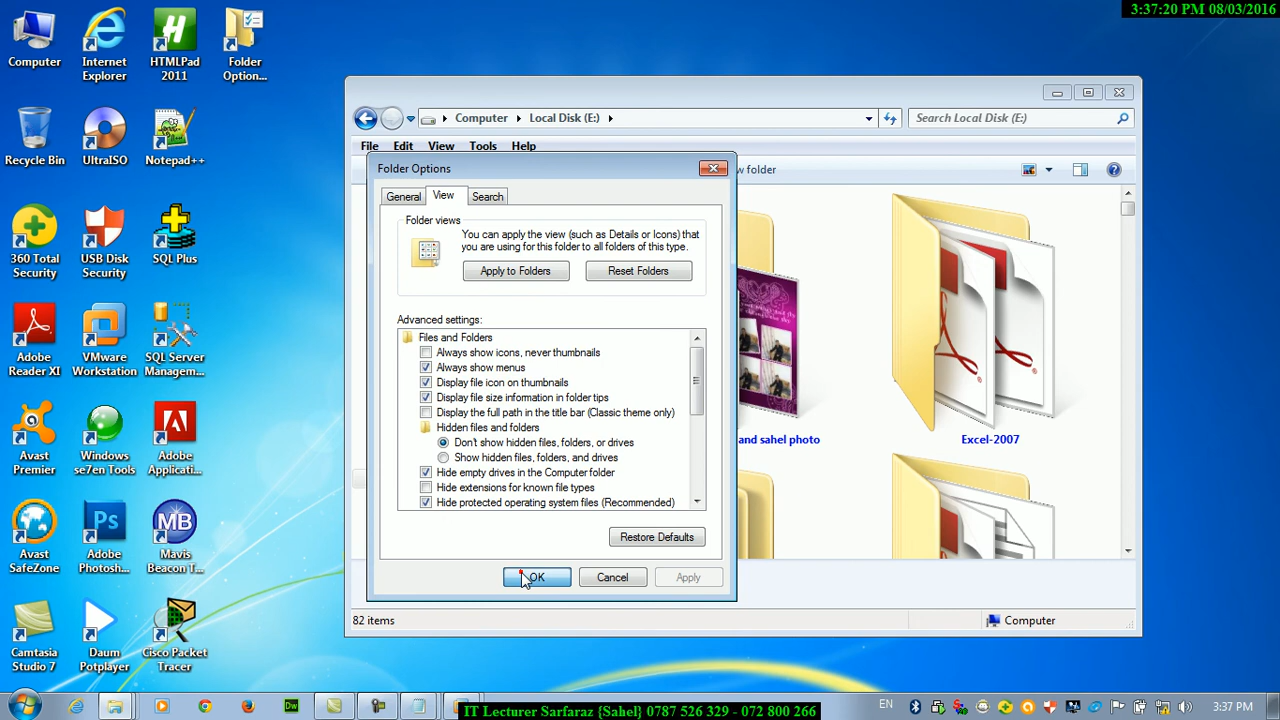 3:37:20 PM 08/03/2016
Computer
Internet
Explorer
HTMLPad
2011
Folder
Option...
Recycle Bin
UltraISO
Notepad++
360 Total
Security
USB Disk
Security
SQL Plus
Adobe
Reader XI
VMware
Workstation
SQL Server
Managem...
Avast
Premier
Windows
se7en Tools
Adobe
Applicati...
Avast
SafeZone
Ps
Adobe
Photosh...
MB
Mavis
Beacon T...
Camtasia
Studio 7
Daum
Potplayer
Cisco Packet
Tracer
Computer
Local Disk (E:)
Search Local Disk (E:)
File Edit View Tools Help
w folder
Folder Options
General View Search
Folder views
You can apply the view (such as Details or Icons) that
you are using for this folder to all folders of this type.
Apply to Folders Reset Folders
Advanced settings:
Files and Folders
Always show icons, never thumbnails
Always show menus
Display file icon on thumbnails
Display file size information in folder tips
Display the full path in the title bar (Classic theme only)
Hidden files and folders
Don't show hidden files, folders, or drives
Show hidden files, folders, and drives
Hide empty drives in the Computer folder
Hide extensions for known file types
Hide protected operating system files (Recommended)
Restore Defaults
OK Cancel Apply
and sahel photo
Excel-2007
82 items
Computer
Dw
IT Lecturer Sarfaraz {Sahel} 0787 526 329 - 072 800 266
EN
3:37 PM